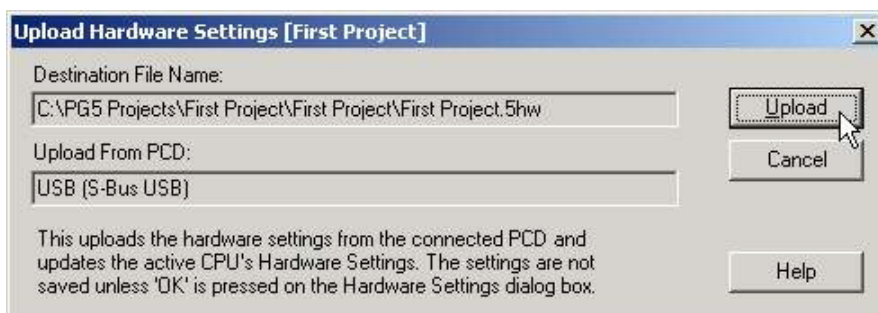 Upload Hardware Settings [First Project]
Destination File Name:
C:\PG5 Projects\First Project\First Project\First Project.5hw
Upload
Upload From PCD:
Cancel
USB (S-Bus USB)
This uploads the hardware settings from the connected PCD and
updates the active CPU's Hardware Settings. The settings are not
saved unless 'OK' is pressed on the Hardware Settings dialog box.
Help